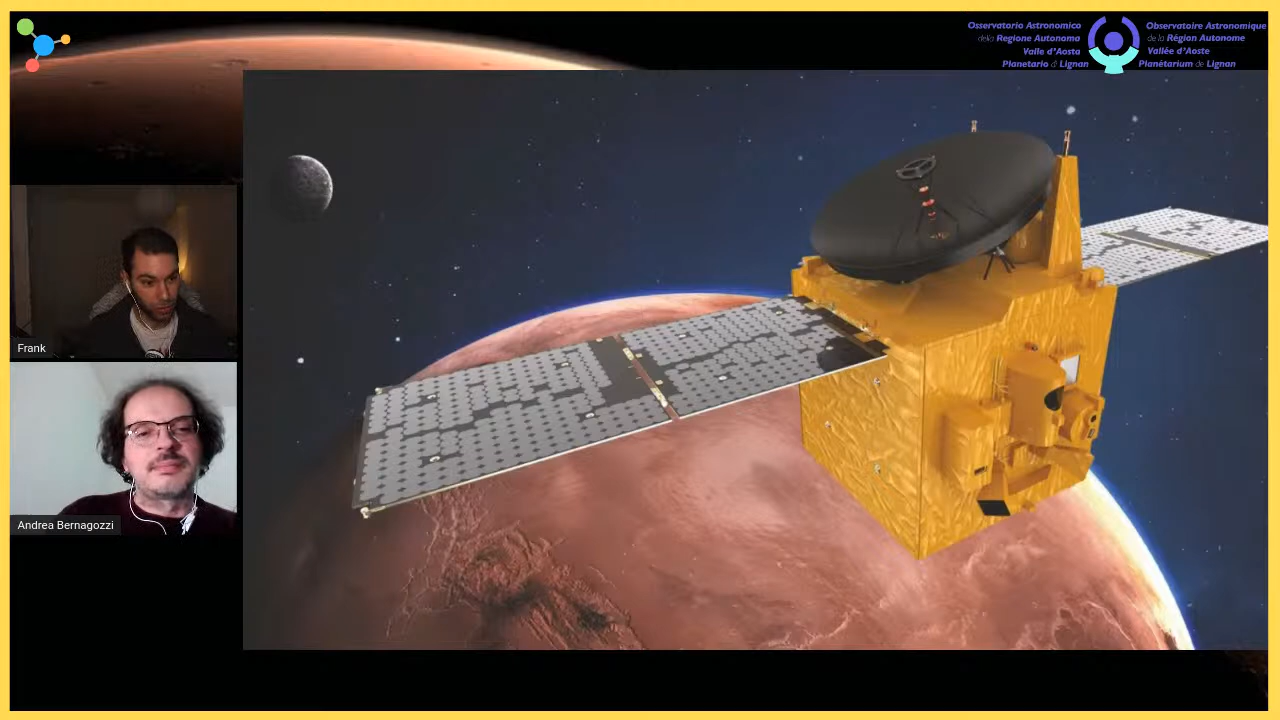 Osservatorio Astronomico
della Regione Autonoma
Valle d'Aosta
Planetario di Lignan
Observatoire Astronomique
de la Région Autonome
Vallée d'Aoste
Planétarium de Lignan
Frank
Andrea Bernagozzi